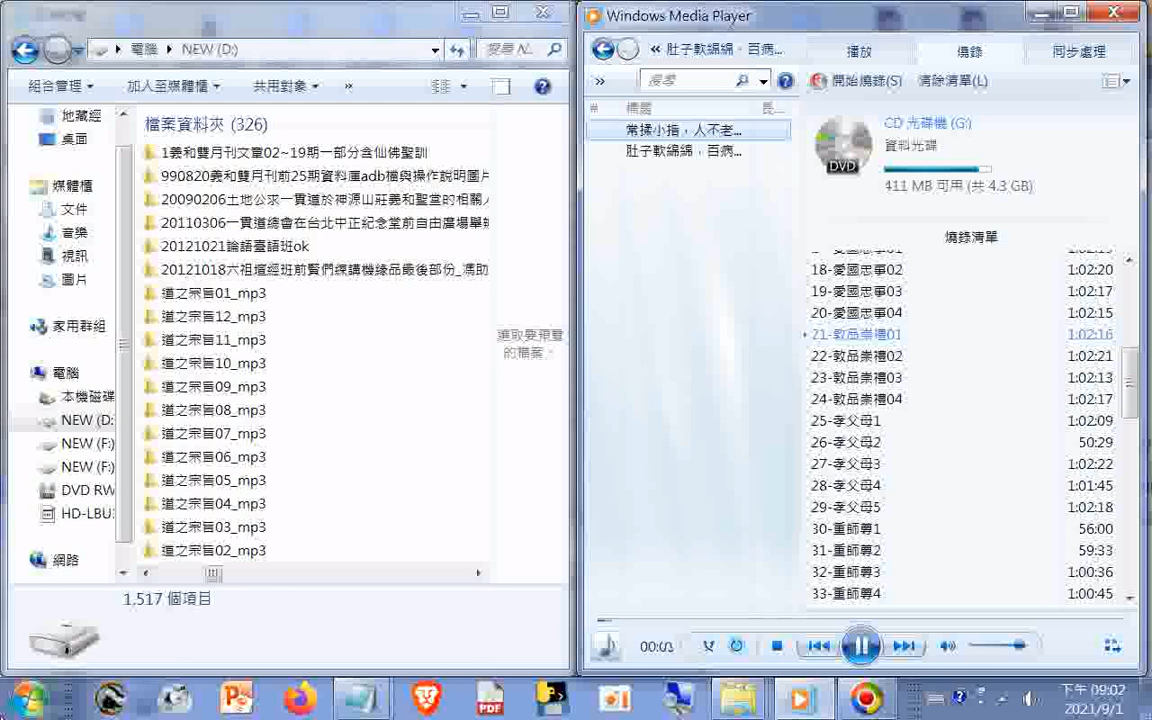 電腦
NEW (D:)
搜尋 N...
組合管理
加入至媒體櫃
共用對象
»
地藏經
桌面
媒體櫃
文件
音樂
視訊
圖片
家用群組
電腦
本機磁碟
NEW (D:
NEW (F:)
NEW (F:)
DVD RW
HD-LBU
網路
檔案資料夾 (326)
1義和雙月刊文章02~19期一部分含仙佛聖訓
990820義和雙月刊前25期資料庫adb檔與操作說明圖片
20090206土地公求一貫道於神源山莊義和聖堂的相關
20110306一貫道總會在台北中正紀念堂前自由廣場舉辦
20121021論語臺語班ok
20121018六祖壇經班前賢們課講機緣品最後部份_馮助
道之宗旨01_mp3
道之宗旨12_mp3
道之宗旨11_mp3
道之宗旨10_mp3
道之宗旨09_mp3
道之宗旨08_mp3
道之宗旨07_mp3
道之宗旨06_mp3
道之宗旨05_mp3
道之宗旨04_mp3
道之宗旨03_mp3
道之宗旨02_mp3
選取要預覽
的檔案。
1,517 個項目
Windows Media Player
« 肚子軟綿綿，百病...
播放
燒錄
同步處理
»
搜尋
開始燒錄(S)
清除清單(L)
#
標題
長...
常揉小指，人不老...
肚子軟綿綿，百病...
DVD
CD 光碟機 (G:)
資料光碟
411 MB 可用 (共 4.3 GB)
燒錄清單
18-愛國忠事02 1:02:20
19-愛國忠事03 1:02:17
20-愛國忠事04 1:02:15
21-敦品崇禮01 1:02:16
22-敦品崇禮02 1:02:21
23-敦品崇禮03 1:02:13
24-敦品崇禮04 1:02:17
25-孝父母1 1:02:09
26-孝父母2 50:29
27-孝父母3 1:02:22
28-孝父母4 1:01:45
29-孝父母5 1:02:18
30-重師尊1 56:00
31-重師尊2 59:33
32-重師尊3 1:00:36
33-重師尊4 1:00:45
00:03
PDF
下午 09:02
2021/9/1